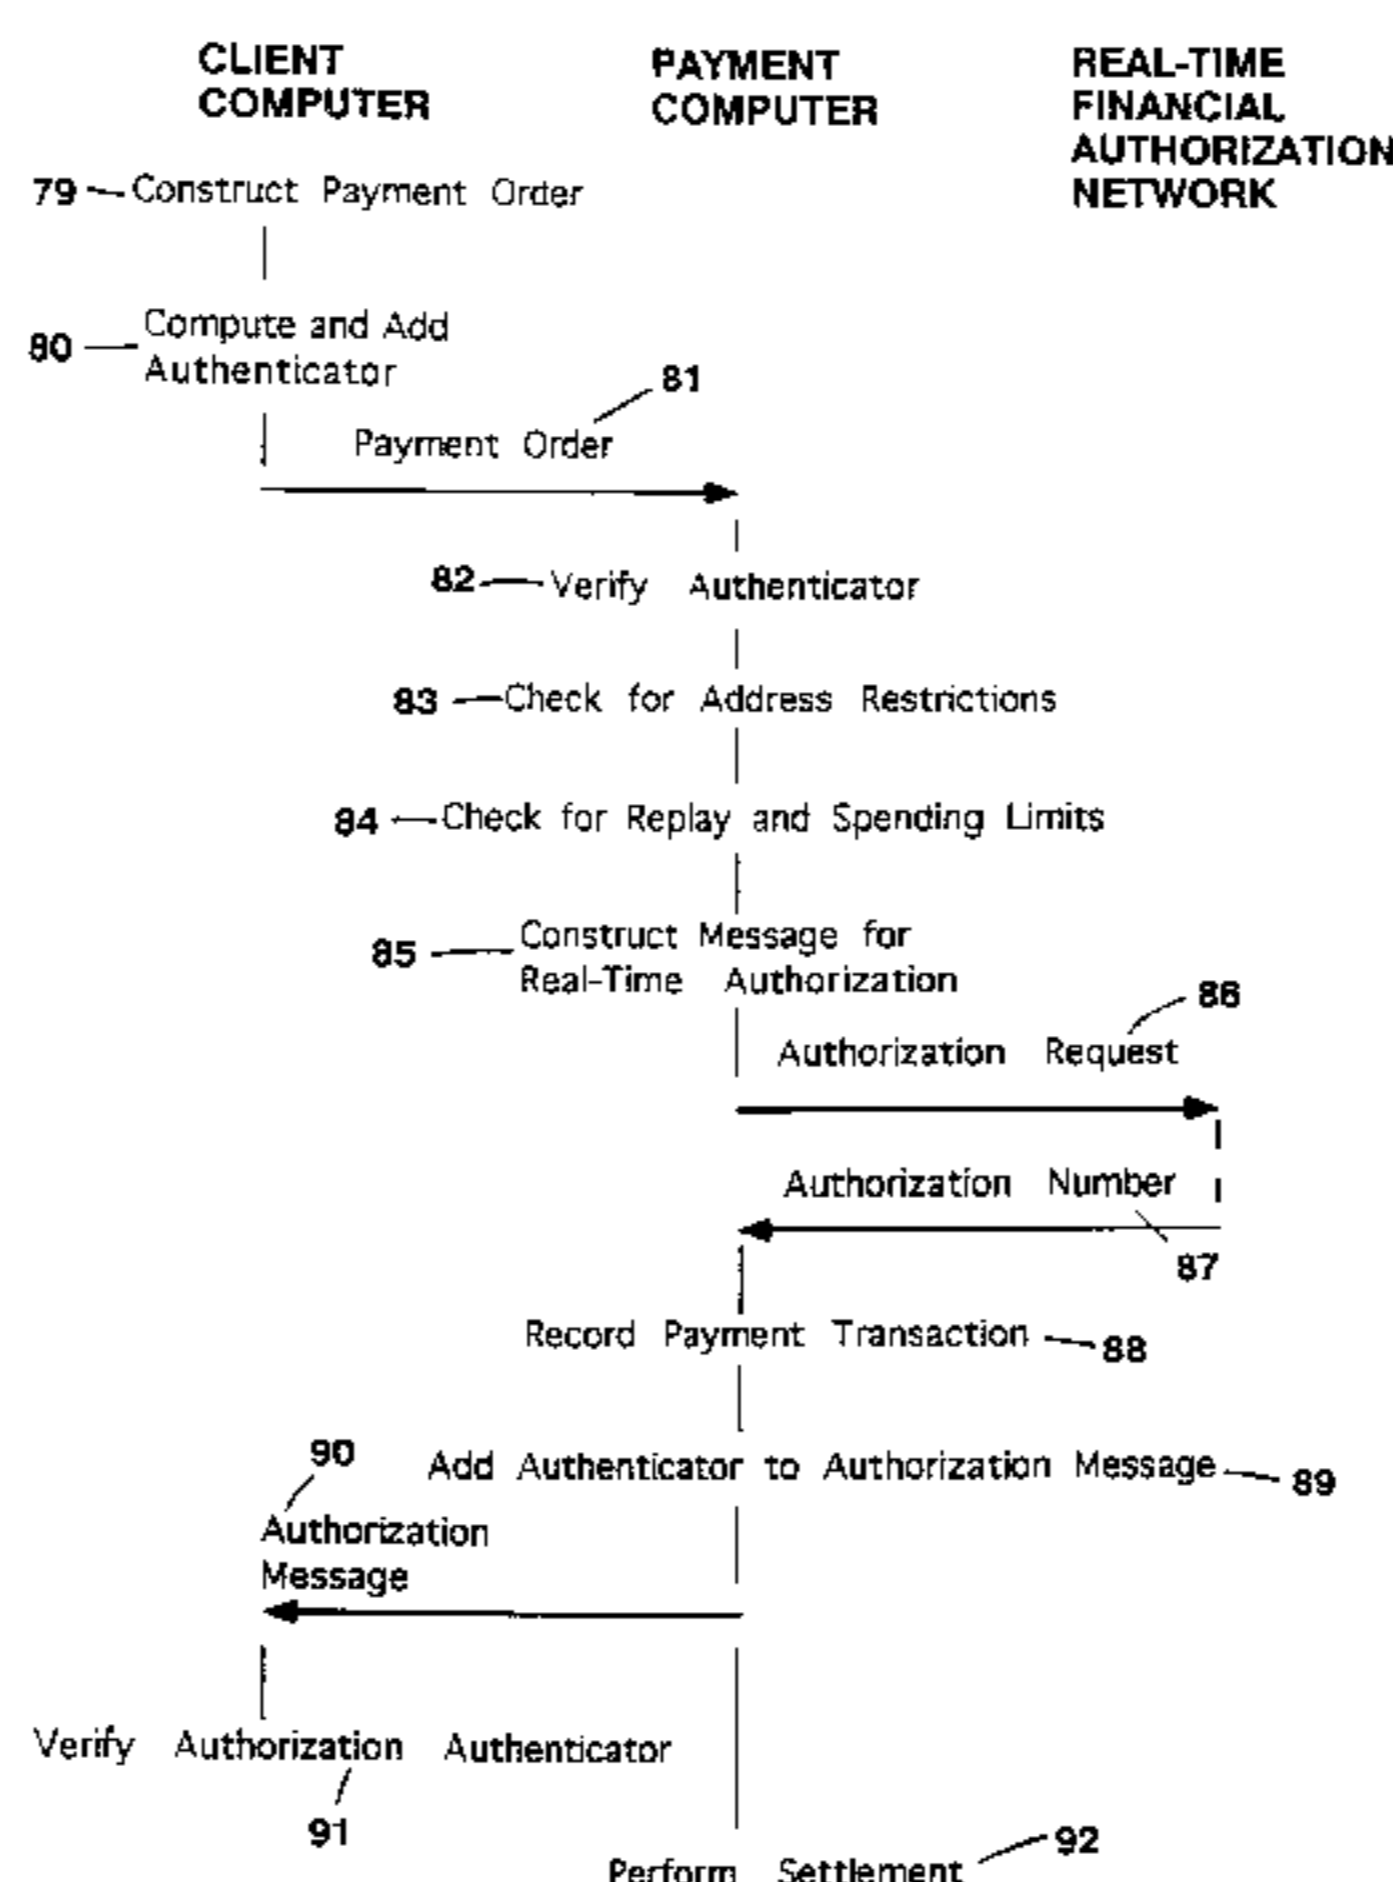 CLIENT
COMPUTER
PAYMENT
COMPUTER
REAL-TIME
FINANCIAL
AUTHORIZATION
NETWORK
79 Construct Payment Order
80 Compute and Add
Authenticator
81
Payment Order
82 Verify Authenticator
83 Check for Address Restrictions
84 Check for Replay and Spending Limits
85 Construct Message for
Real-Time Authorization
86
Authorization Request
Authorization Number
87
Record Payment Transaction 88
Add Authenticator to Authorization Message 89
90
Authorization
Message
Verify Authorization Authenticator
91
92
Perform Settlement